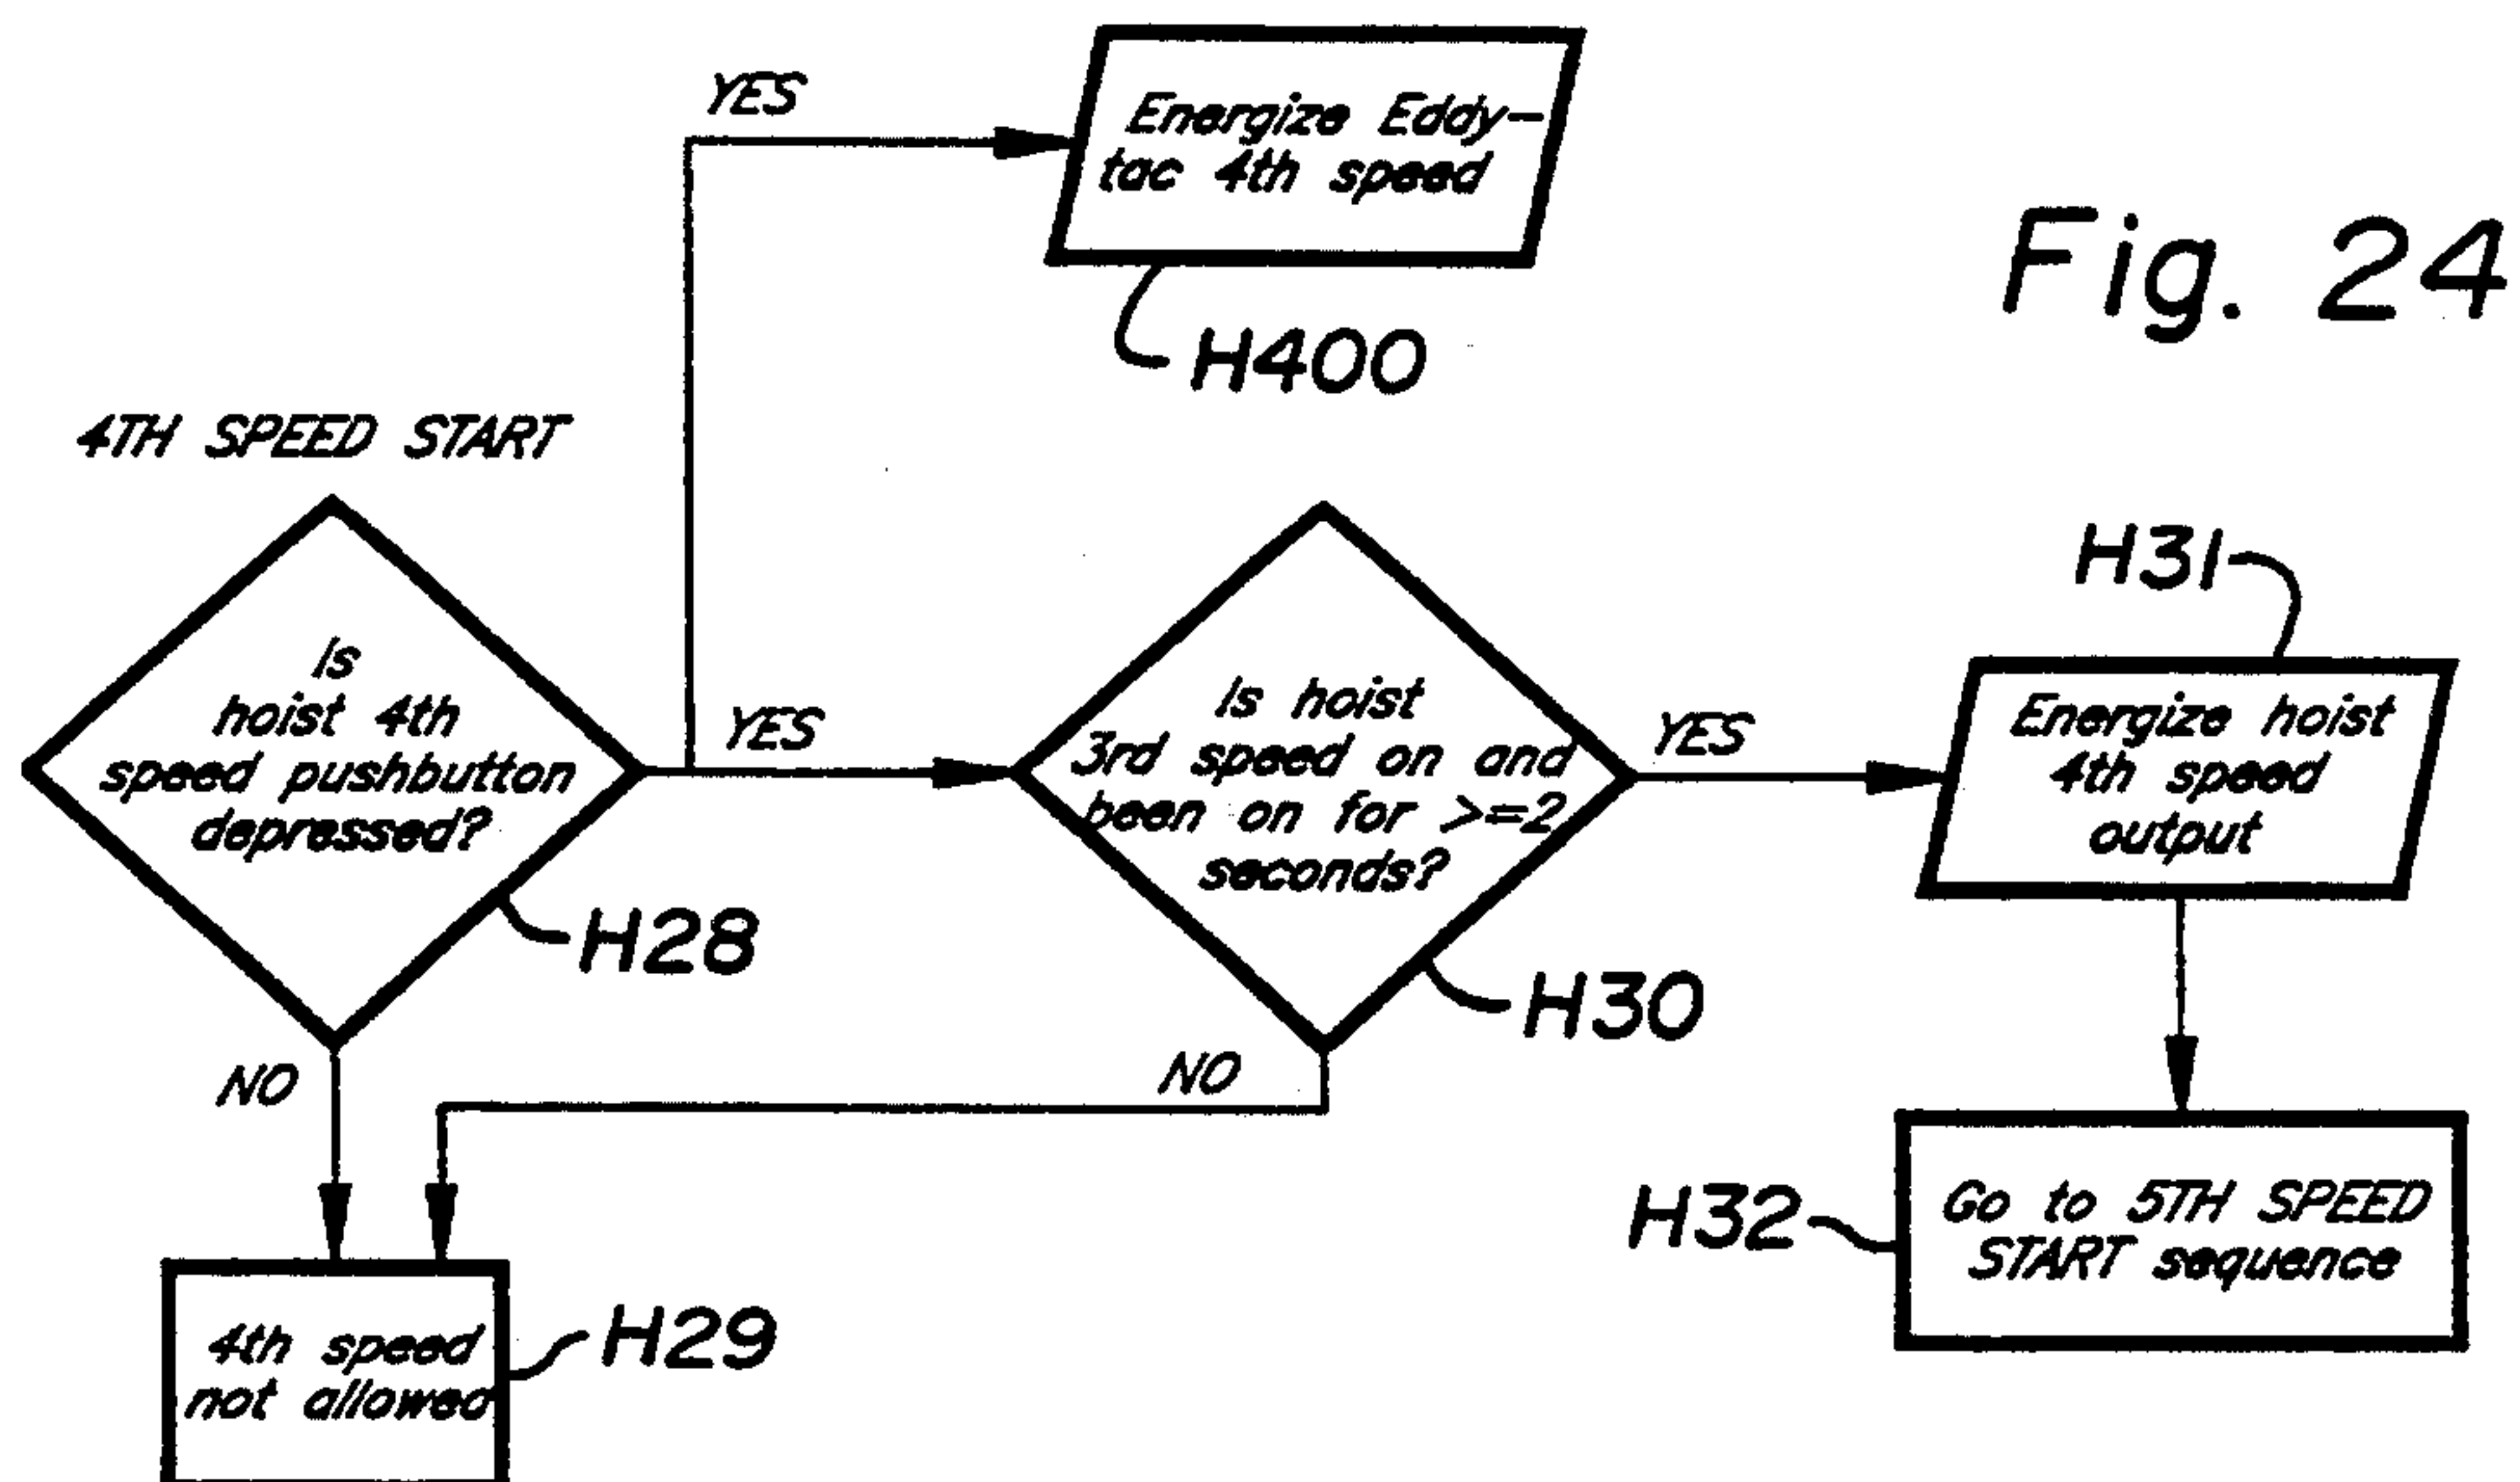 YES
Energize Eddy-
tac 4th speed
Fig. 24
H400
4TH SPEED START
H31
Is
hoist 4th
speed pushbutton
depressed?
YES
Is hoist
3rd speed on and
been on for >=2
seconds?
YES
Energize hoist
4th speed
output
H28
H30
NO
NO
H32
Go to 5TH SPEED
START sequence
4th speed
not allowed
H29